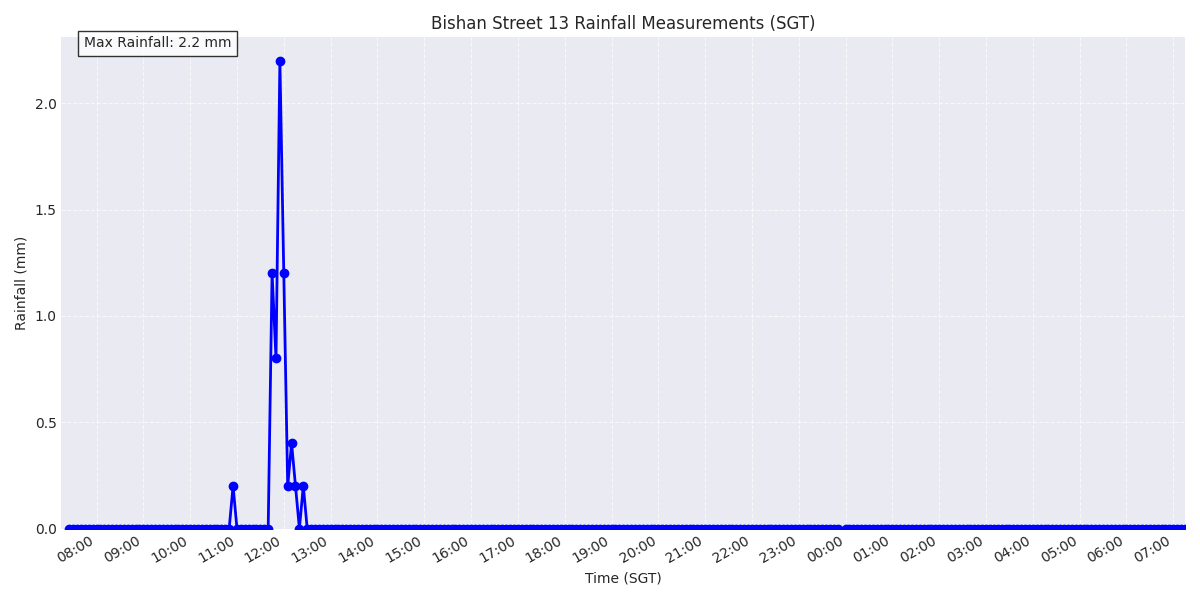 Bishan Street 13 Rainfall Measurements (SGT)
Max Rainfall: 2.2 mm
2.0
1.5
1.0
0.5
0.0
Rainfall (mm)
08:00 09:00 10:00 11:00 12:00 13:00 14:00 15:00 16:00 17:00 18:00 19:00 20:00 21:00 22:00 23:00 00:00 01:00 02:00 03:00 04:00 05:00 06:00 07:00
Time (SGT)